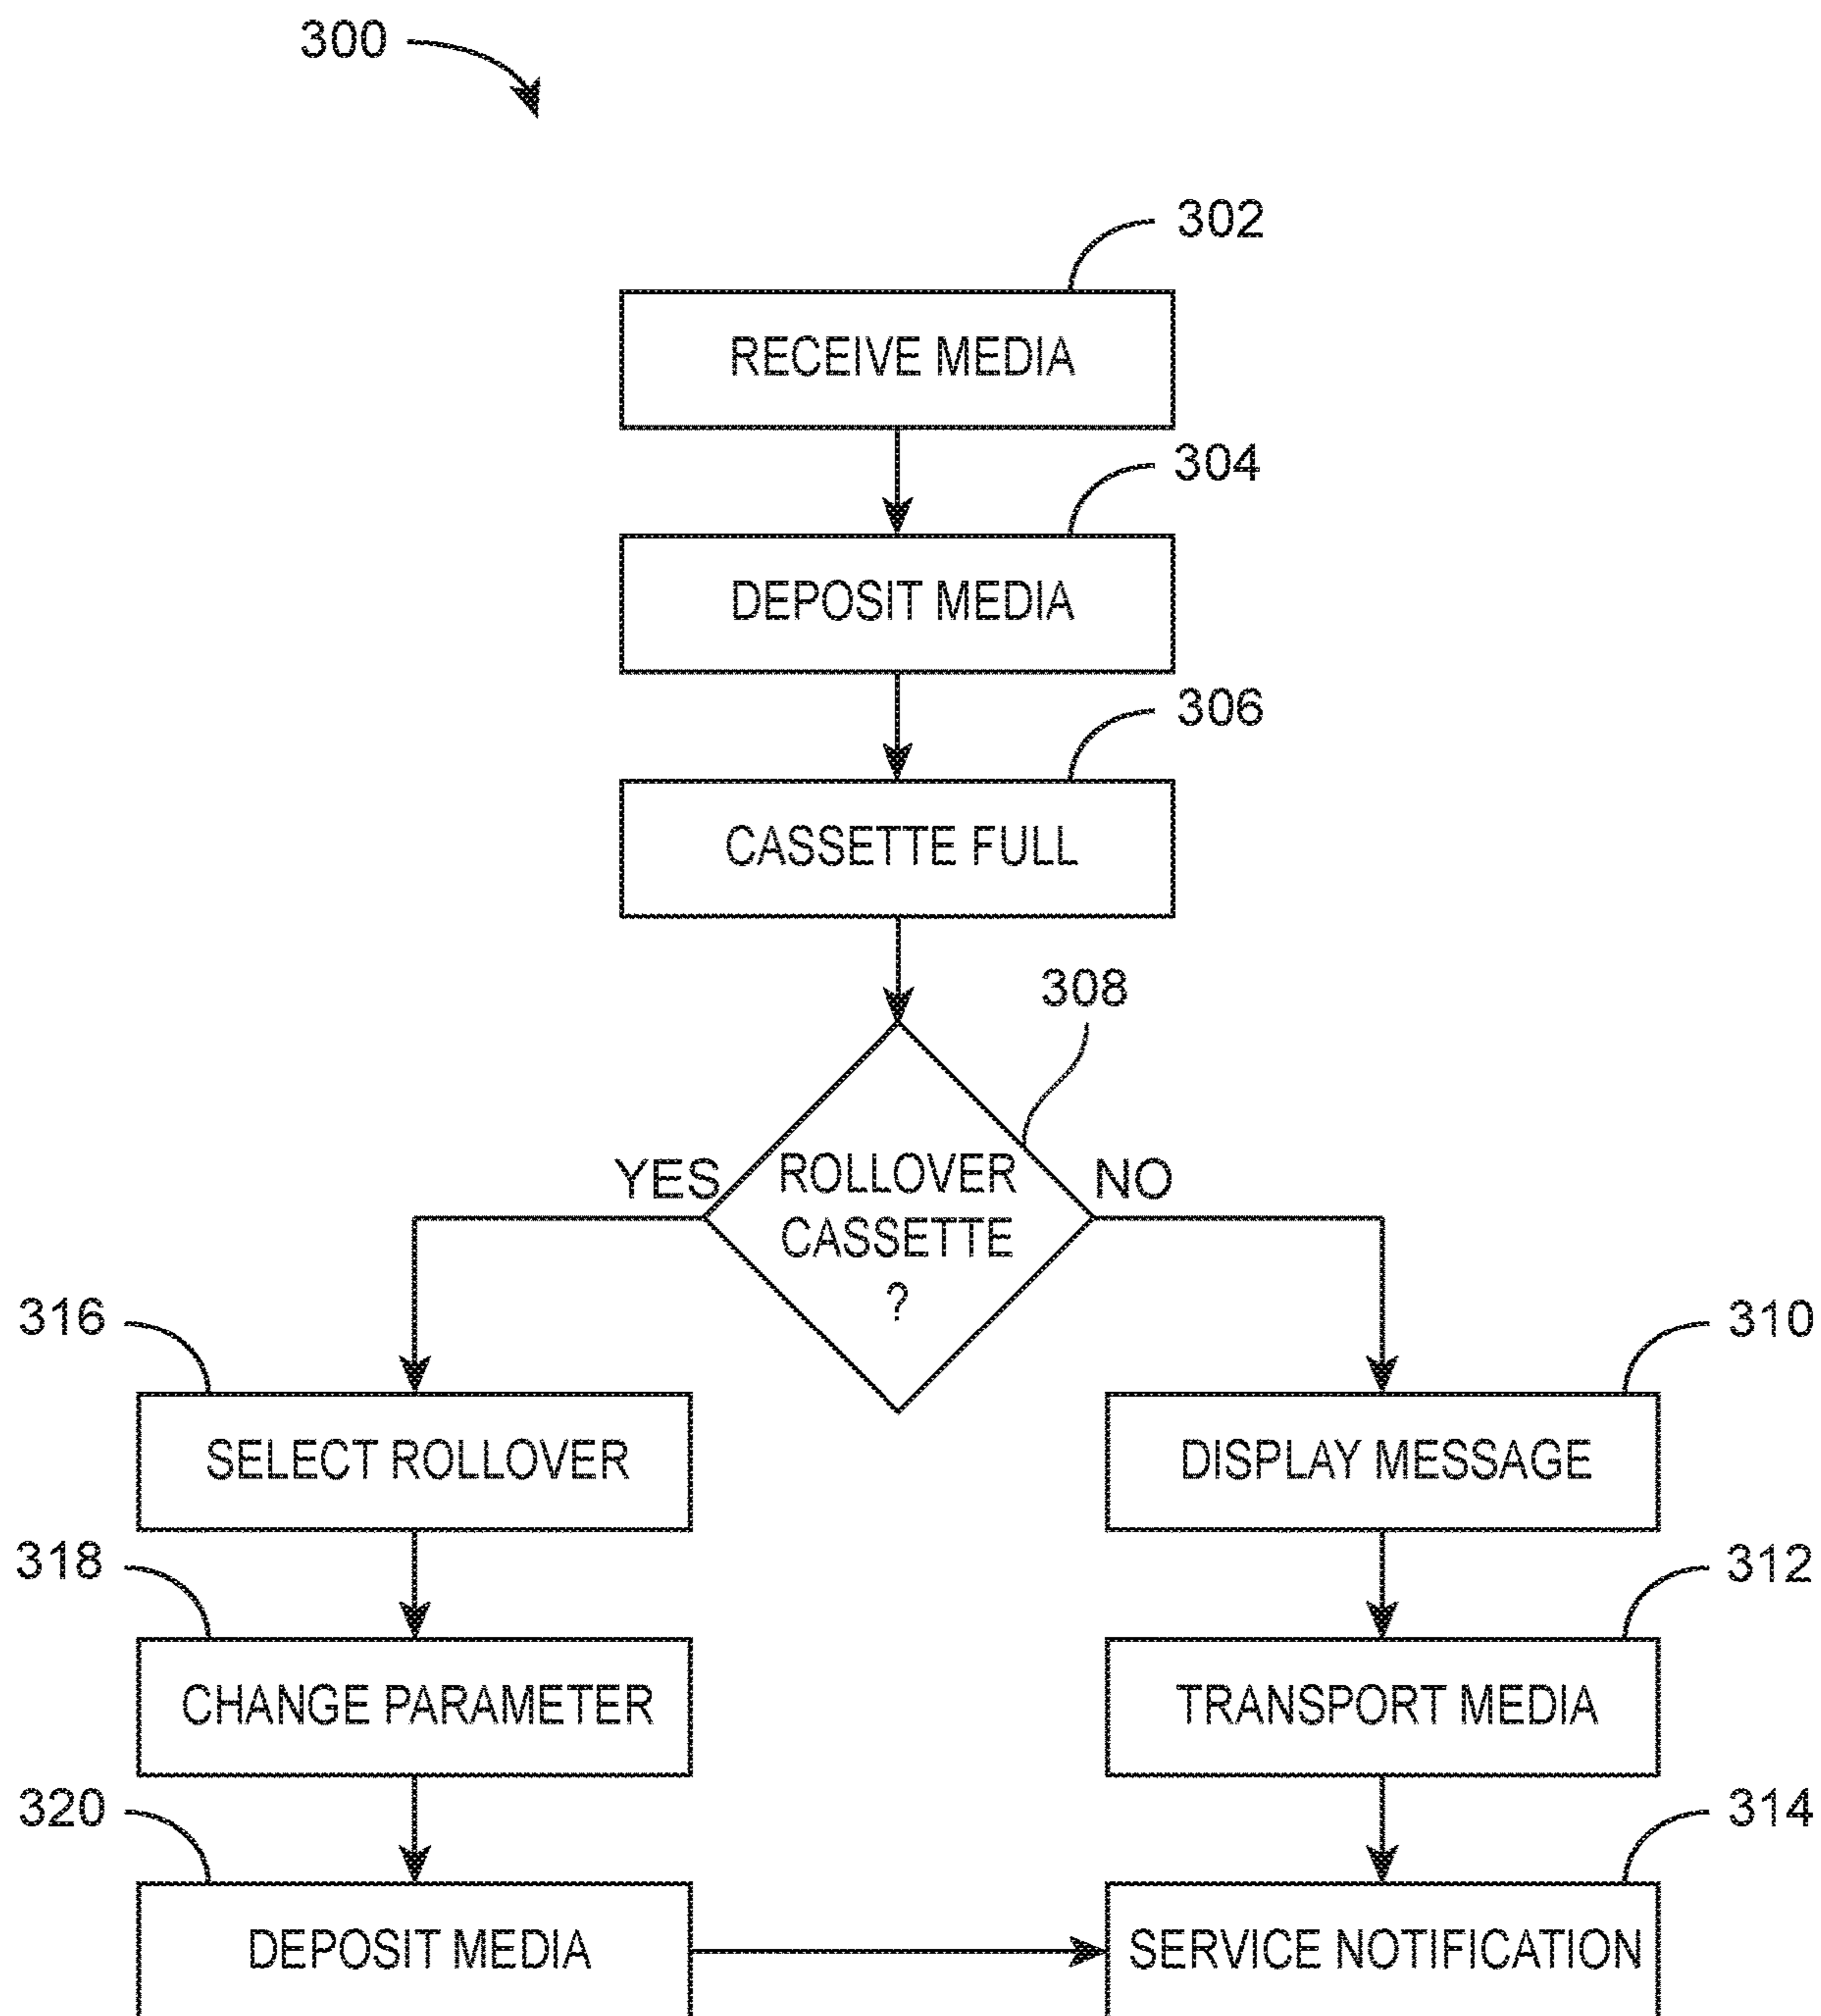 300
302
RECEIVE MEDIA
304
DEPOSIT MEDIA
306
CASSETTE FULL
308
YES
ROLLOVER
CASSETTE
?
NO
316
310
SELECT ROLLOVER
DISPLAY MESSAGE
318
312
CHANGE PARAMETER
TRANSPORT MEDIA
320
314
DEPOSIT MEDIA
SERVICE NOTIFICATION